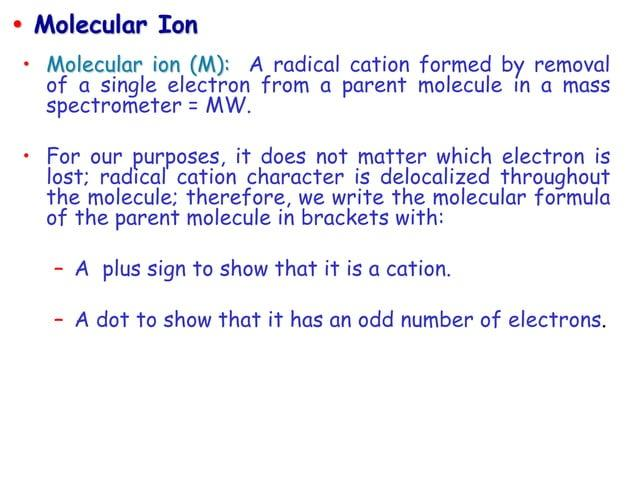 • Molecular Ion
• Molecular ion (M): A radical cation formed by removal
of a single electron from a parent molecule in a mass
spectrometer = MW.
• For our purposes, it does not matter which electron is
lost; radical cation character is delocalized throughout
the molecule; therefore, we write the molecular formula
of the parent molecule in brackets with:
– A plus sign to show that it is a cation.
– A dot to show that it has an odd number of electrons.